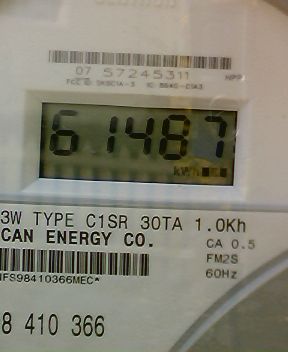 07 57245311
61487
kWh
3W TYPE C1SR 30TA 1.0Kh
CAN ENERGY CO.
CA 0.5
FM2S
60Hz
IFS98410366MEC*
8 410 366